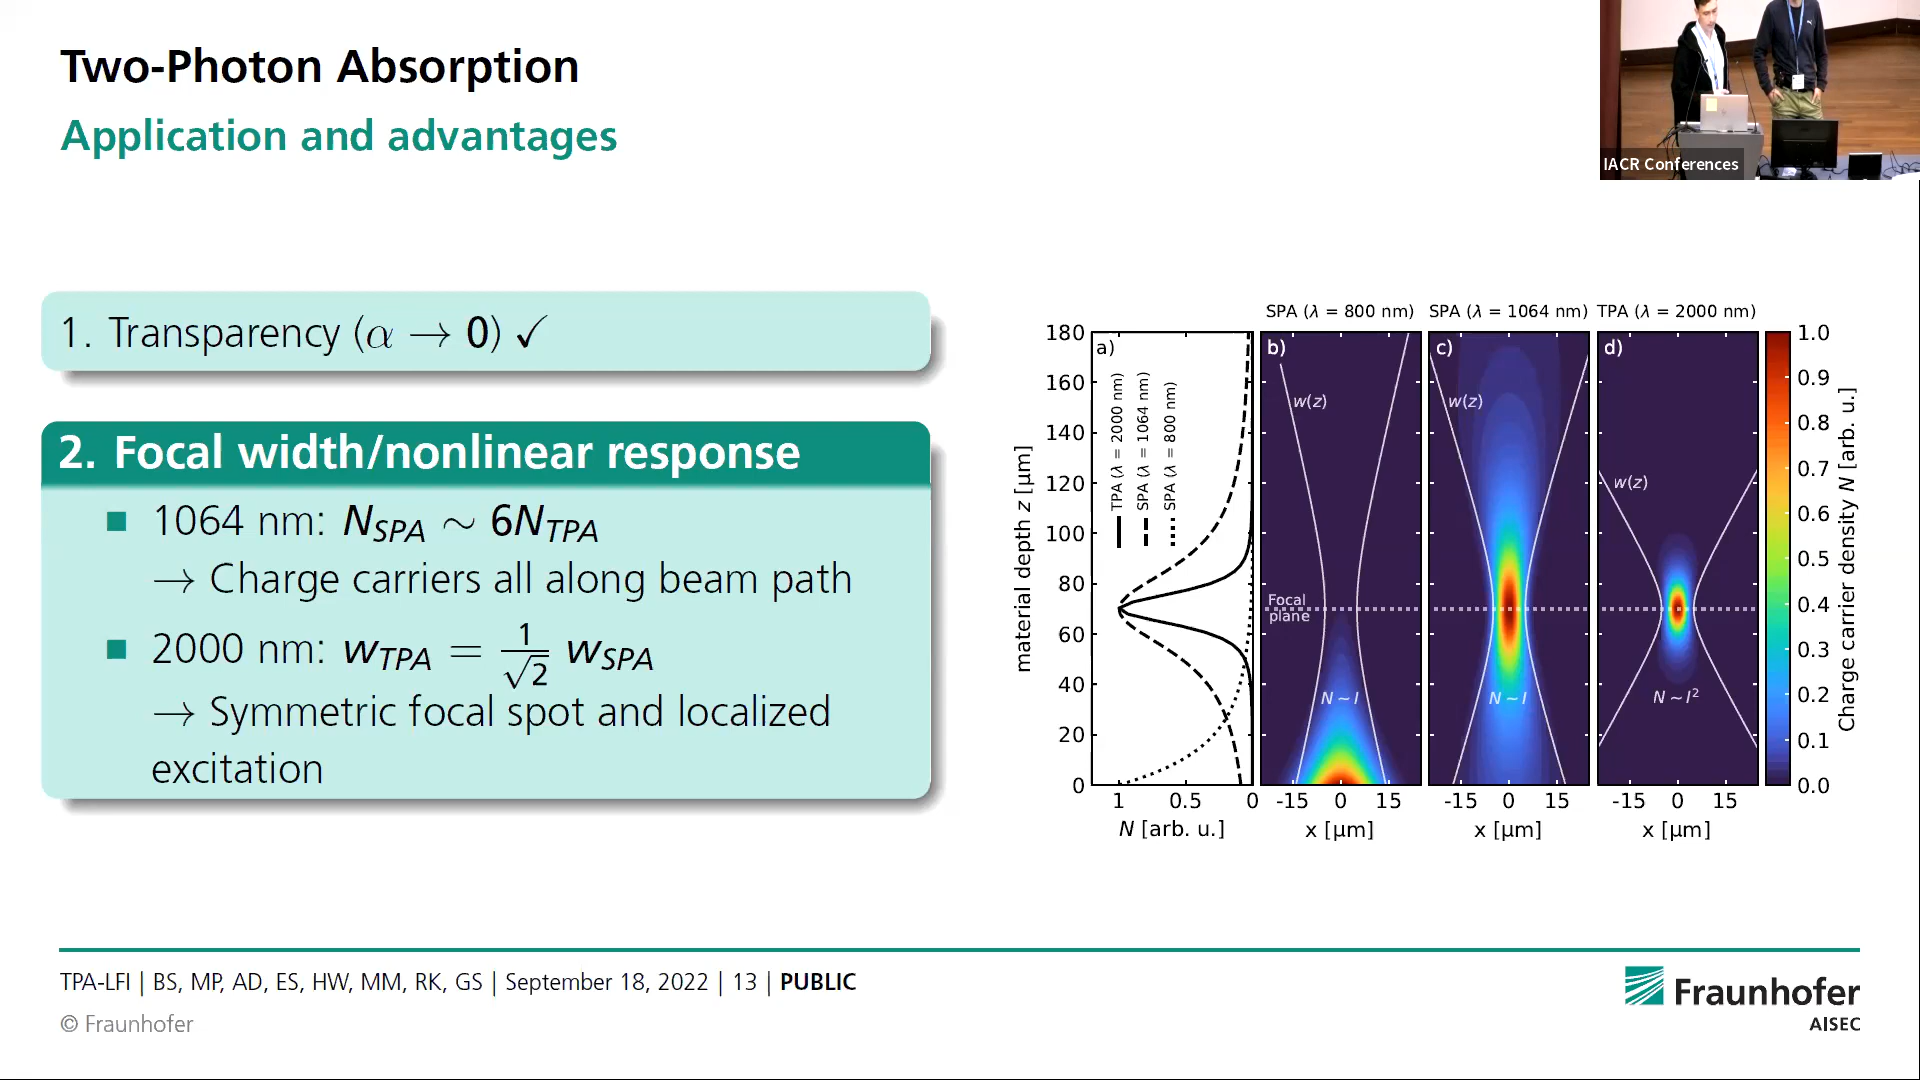 Two-Photon Absorption
Application and advantages
IACR Conferences
1. Transparency (α → 0) ✓
2. Focal width/nonlinear response
■ 1064 nm: N_SPA ∼ 6N_TPA
→ Charge carriers all along beam path
■ 2000 nm: w_TPA = 1/√2 w_SPA
→ Symmetric focal spot and localized
excitation
SPA (λ = 800 nm) SPA (λ = 1064 nm) TPA (λ = 2000 nm)
material depth z [µm]
180
160
140
120
100
80
60
40
20
0
a)
TPA (λ = 2000 nm)
SPA (λ = 1064 nm)
SPA (λ = 800 nm)
1 0.5 0
N [arb. u.]
b)
w(z)
Focal
plane
N ~ I
-15 0 15
x [µm]
c)
w(z)
N ~ I
-15 0 15
x [µm]
d)
w(z)
N ~ I²
-15 0 15
x [µm]
1.0
0.9
0.8
0.7
0.6
0.5
0.4
0.3
0.2
0.1
0.0
Charge carrier density N [arb. u.]
TPA-LFI | BS, MP, AD, ES, HW, MM, RK, GS | September 18, 2022 | 13 | PUBLIC
© Fraunhofer
Fraunhofer
AISEC